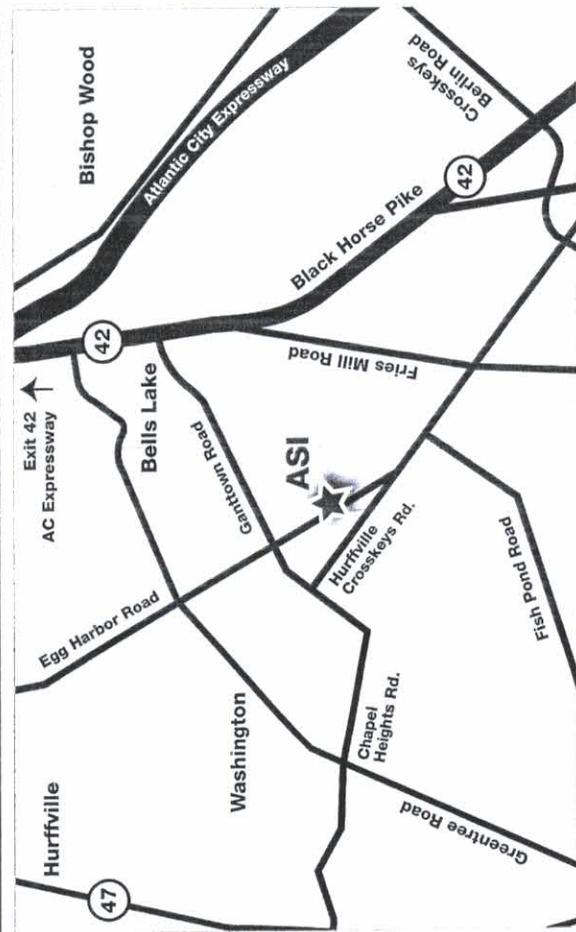 Exit 42
AC Expressway
Bishop Wood
Atlantic City Expressway
Crosskeys
Berlin Road
42
42
Black Horse Pike
Bells Lake
Fries Mill Road
Ganttown Road
ASI
Egg Harbor Road
Hurffville
Crosskeys Rd.
Fish Pond Road
Hurffville
47
Washington
Chapel
Heights Rd.
Greentree Road